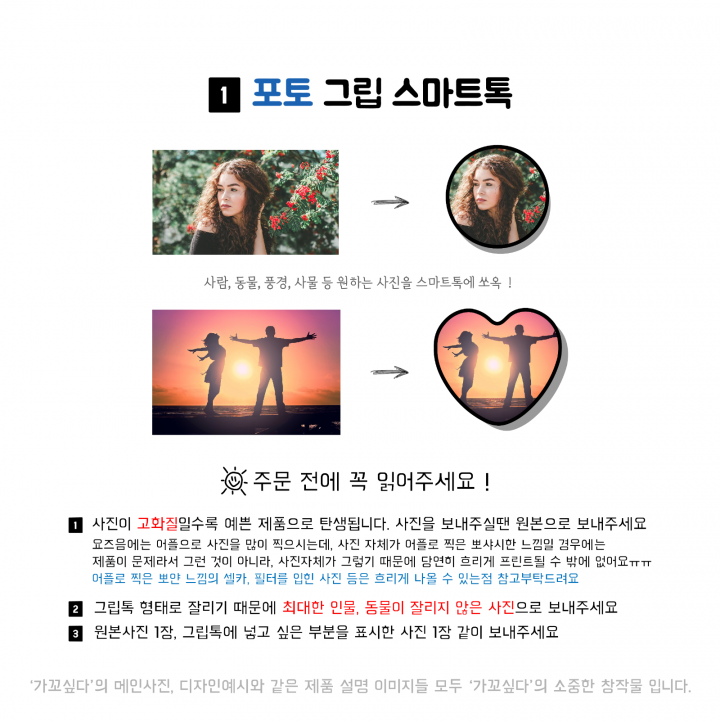 1 포토 그립 스마트톡
사람, 동물, 풍경, 사물 등 원하는 사진을 스마트톡에 쏘옥 !
주문 전에 꼭 읽어주세요 !
1 사진이 고화질일수록 예쁜 제품으로 탄생됩니다. 사진을 보내주실땐 원본으로 보내주세요
요즈음에는 어플로 사진을 많이 찍으시는데, 사진 자체가 어플로 찍은 뽀샤시한 느낌일 경우에는
제품이 문제라서 그런 것이 아니라, 사진자체가 그렇기 때문에 당연히 흐리게 프린트될 수 밖에 없어요ㅠㅠ
어플로 찍은 뽀얀 느낌의 셀카, 필터를 입힌 사진 등은 흐리게 나올 수 있는점 참고부탁드려요
2 그립톡 형태로 잘리기 때문에 최대한 인물, 동물이 잘리지 않은 사진으로 보내주세요
3 원본사진 1장, 그립톡에 넣고 싶은 부분을 표시한 사진 1장 같이 보내주세요
‘가꼬싶다’의 메인사진, 디자인예시와 같은 제품 설명 이미지들 모두 ‘가꼬싶다’의 소중한 창작물 입니다.